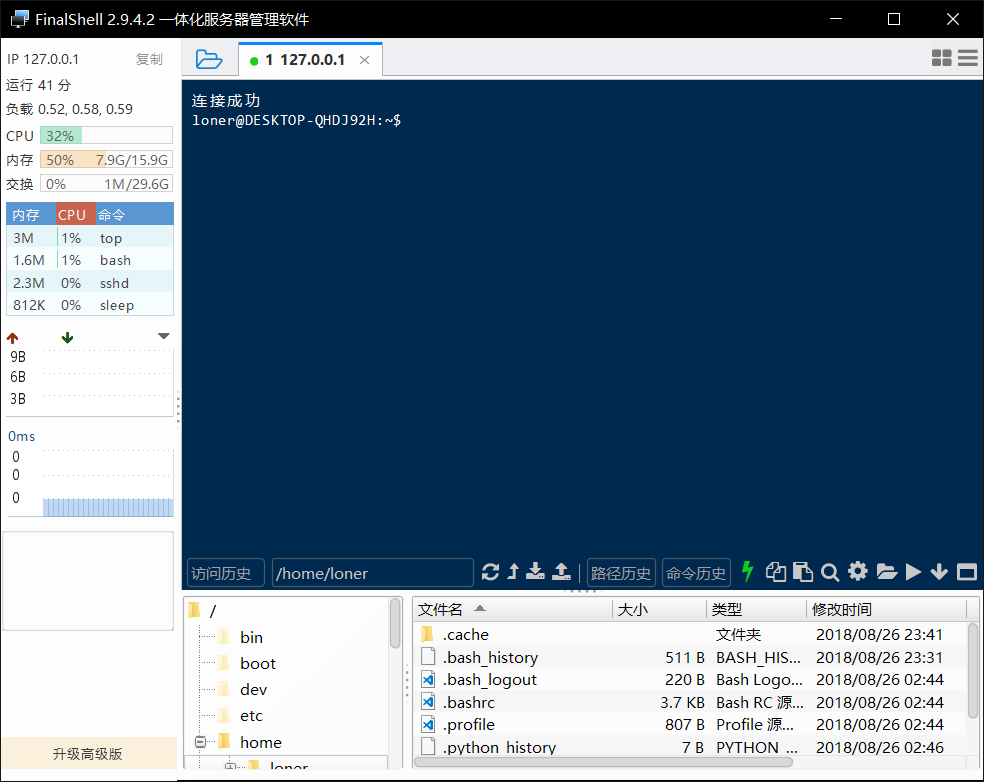 FinalShell 2.9.4.2 一体化服务器管理软件
IP 127.0.0.1 复制
运行 41 分
负载 0.52, 0.58, 0.59
CPU 32%
内存 50% 7.9G/15.9G
交换 0% 1M/29.6G
内存 CPU 命令
3M 1% top
1.6M 1% bash
2.3M 0% sshd
812K 0% sleep
9B
6B
3B
0ms
0
0
0
升级高级版
1 127.0.0.1
连接成功
loner@DESKTOP-QHDJ92H:~$
访问历史 /home/loner 路径历史 命令历史
/
bin
boot
dev
etc
home
loner
文件名 大小 类型 修改时间
.cache 文件夹 2018/08/26 23:41
.bash_history 511 B BASH_HIS... 2018/08/26 23:31
.bash_logout 220 B Bash Logo... 2018/08/26 02:44
.bashrc 3.7 KB Bash RC 源... 2018/08/26 02:44
.profile 807 B Profile 源... 2018/08/26 02:44
.python_history 7 B PYTHON_... 2018/08/26 02:46